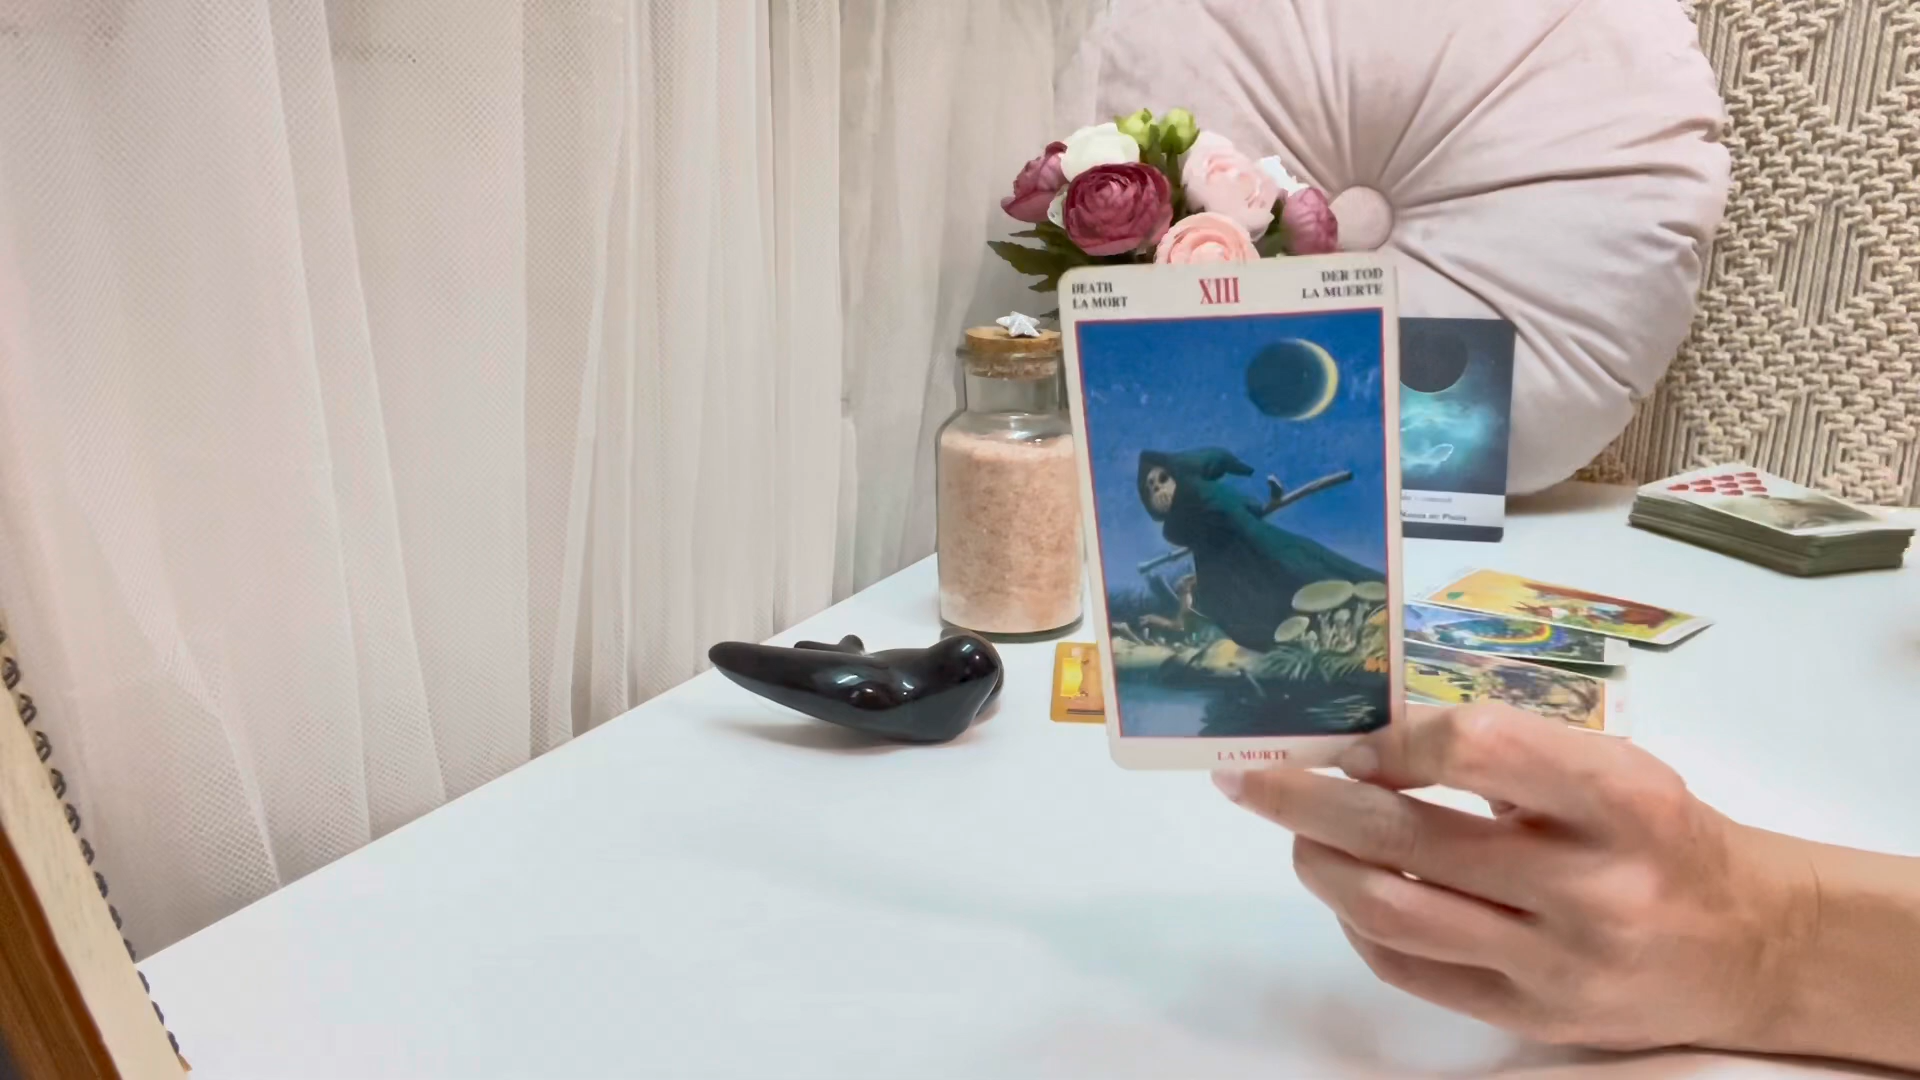 DEATH
LA MORT
XIII
DER TOD
LA MUERTE
LA MORTE